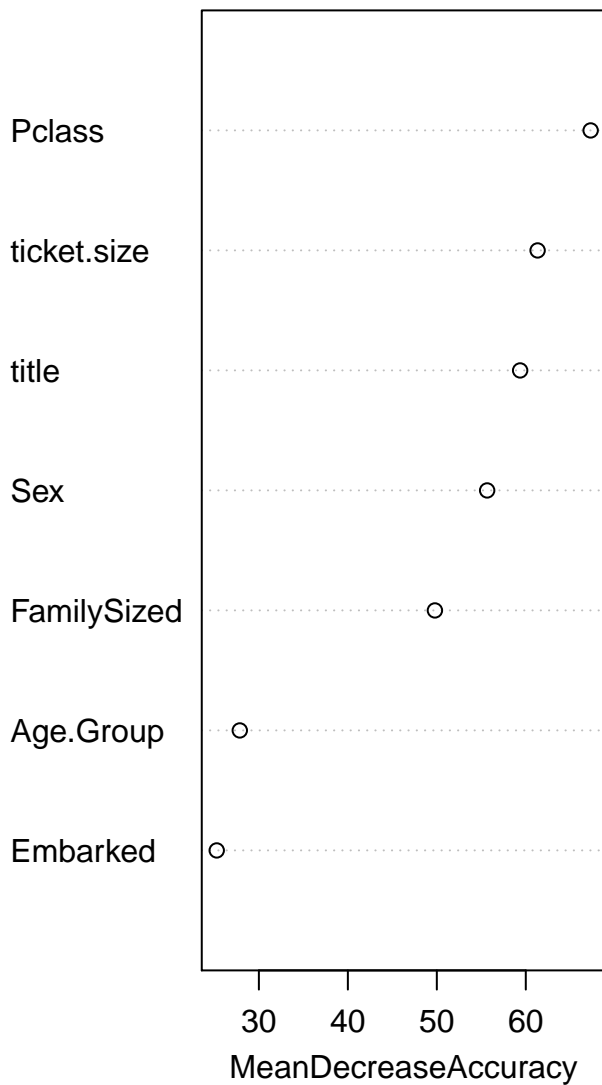 Pclass
ticket.size
title
Sex
FamilySized
Age.Group
Embarked
30 40 50 60
MeanDecreaseAccuracy